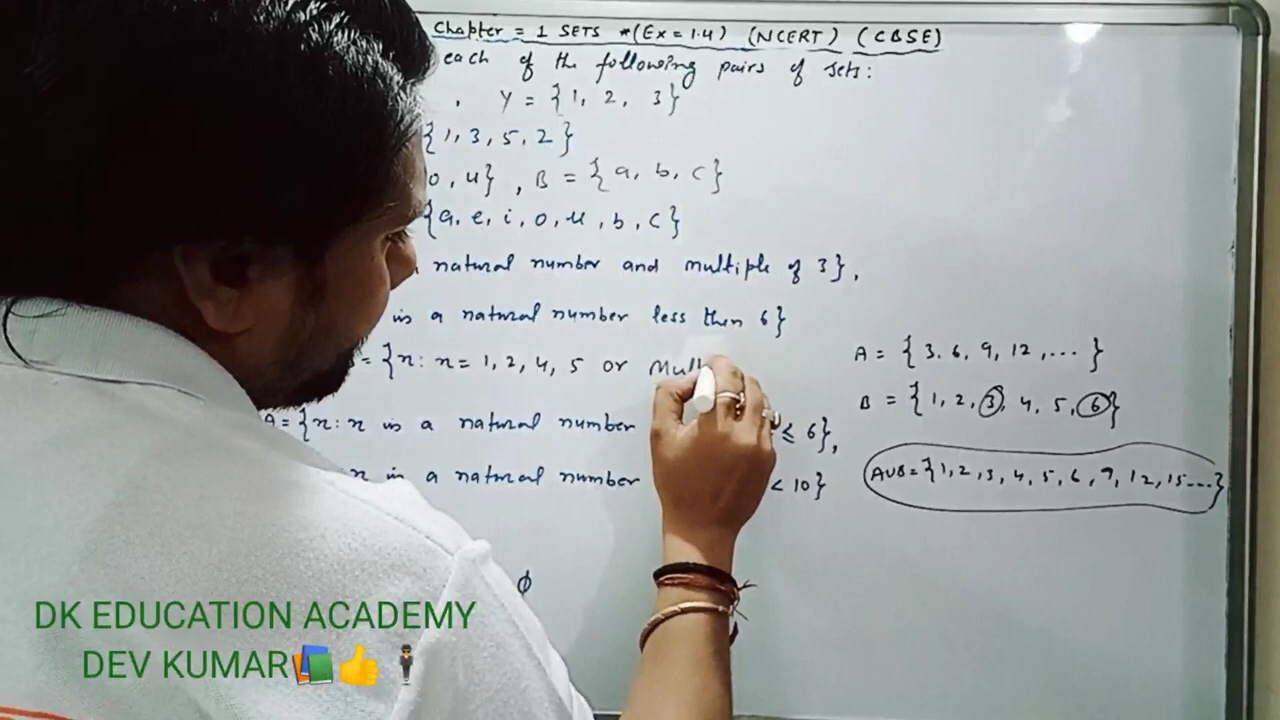 Chapter = 1 SETS *(Ex = 1.4) (NCERT) (CBSE)
each of the following pairs of sets:
, Y = {1, 2, 3}
{1, 3, 5, 2}
o, u} , B = {a, b, c}
{a, e, i, o, u, b, c}
natural number and multiple of 3},
is a natural number less then 6}
= {x: x = 1, 2, 4, 5 or Mult
A = {x: x is a natural number ≤ 6},
x is a natural number < 10}
ϕ
A = {3. 6, 9, 12, ... }
B = {1, 2, 3, 4, 5, 6}
AUB = {1, 2, 3, 4, 5, 6, 9, 12, 15---}
DK EDUCATION ACADEMY
DEV KUMAR📚👍🕴